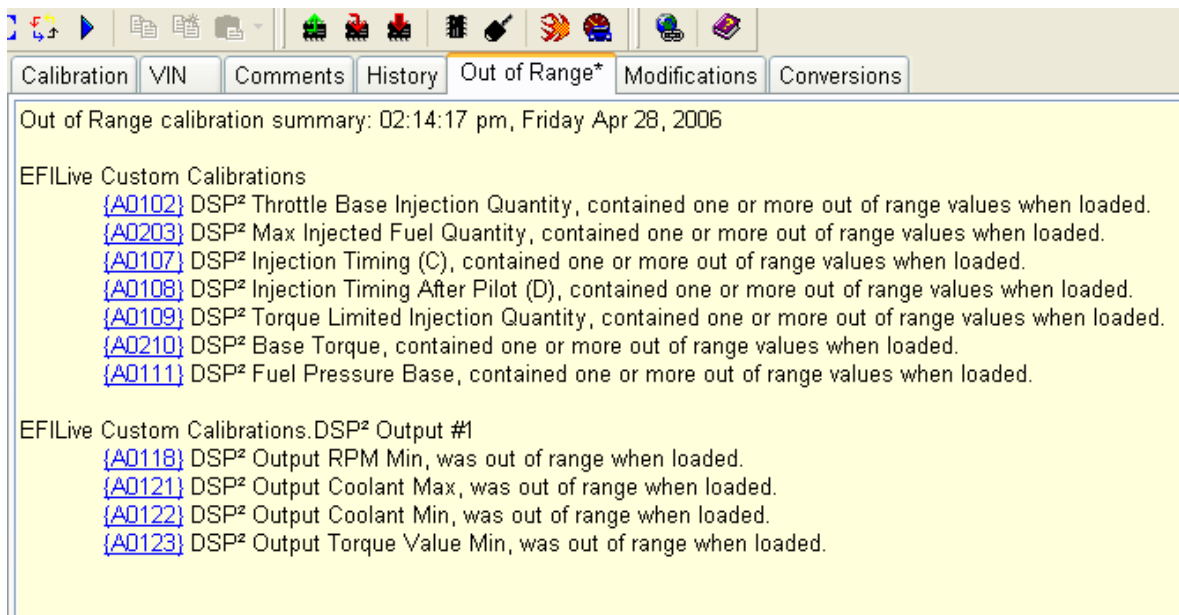 Calibration VIN Comments History Out of Range* Modifications Conversions
Out of Range calibration summary: 02:14:17 pm, Friday Apr 28, 2006
EFILive Custom Calibrations
{A0102} DSP² Throttle Base Injection Quantity, contained one or more out of range values when loaded.
{A0203} DSP² Max Injected Fuel Quantity, contained one or more out of range values when loaded.
{A0107} DSP² Injection Timing (C), contained one or more out of range values when loaded.
{A0108} DSP² Injection Timing After Pilot (D), contained one or more out of range values when loaded.
{A0109} DSP² Torque Limited Injection Quantity, contained one or more out of range values when loaded.
{A0210} DSP² Base Torque, contained one or more out of range values when loaded.
{A0111} DSP² Fuel Pressure Base, contained one or more out of range values when loaded.
EFILive Custom Calibrations.DSP² Output #1
{A0118} DSP² Output RPM Min, was out of range when loaded.
{A0121} DSP² Output Coolant Max, was out of range when loaded.
{A0122} DSP² Output Coolant Min, was out of range when loaded.
{A0123} DSP² Output Torque Value Min, was out of range when loaded.